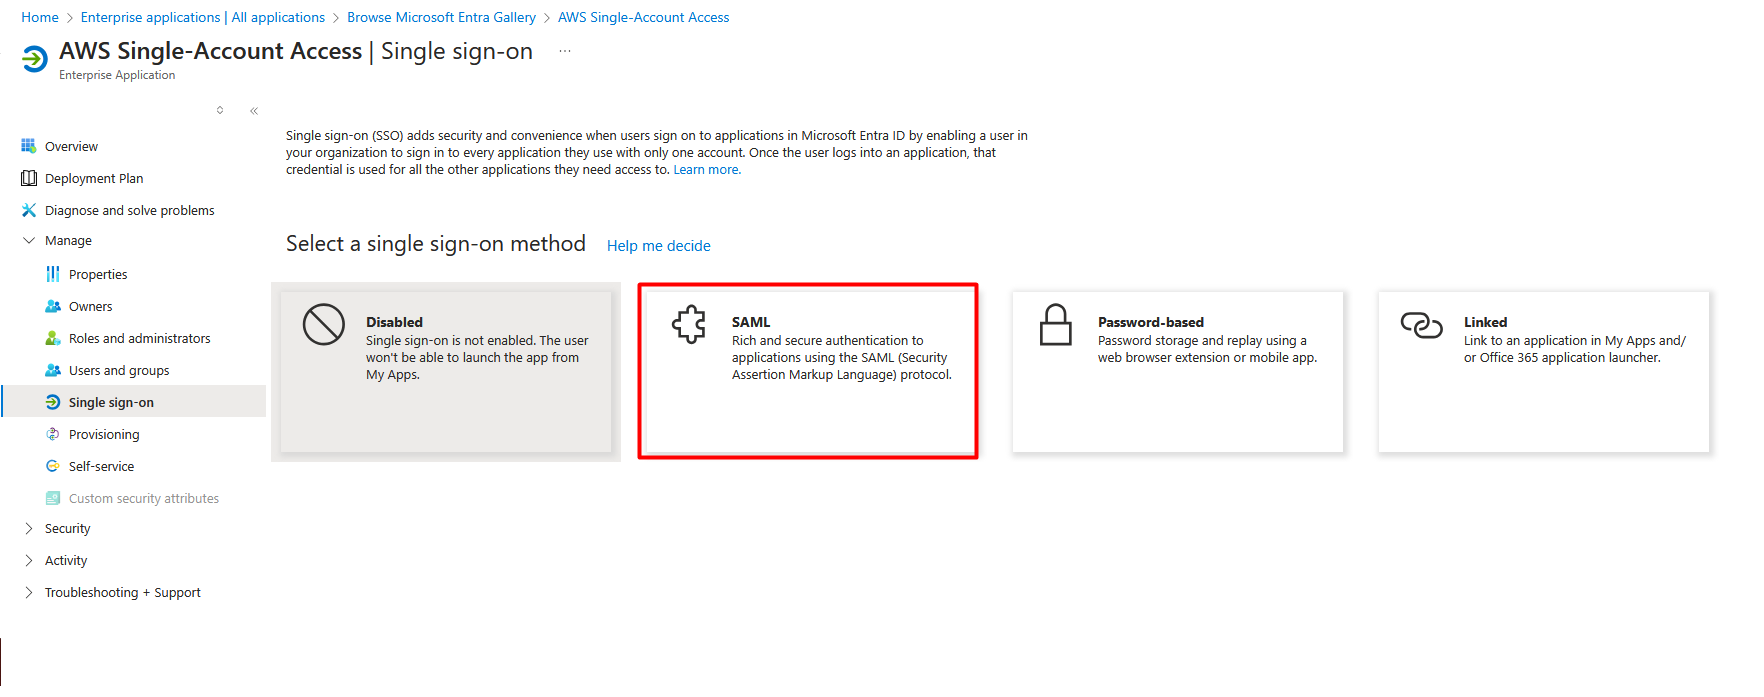 Home > Enterprise applications | All applications > Browse Microsoft Entra Gallery > AWS Single-Account Access
AWS Single-Account Access | Single sign-on ...
Enterprise Application
Overview
Deployment Plan
Diagnose and solve problems
Manage
Properties
Owners
Roles and administrators
Users and groups
Single sign-on
Provisioning
Self-service
Custom security attributes
Security
Activity
Troubleshooting + Support
Single sign-on (SSO) adds security and convenience when users sign on to applications in Microsoft Entra ID by enabling a user in
your organization to sign in to every application they use with only one account. Once the user logs into an application, that
credential is used for all the other applications they need access to. Learn more.
Select a single sign-on method Help me decide
Disabled
Single sign-on is not enabled. The user
won't be able to launch the app from
My Apps.
SAML
Rich and secure authentication to
applications using the SAML (Security
Assertion Markup Language) protocol.
Password-based
Password storage and replay using a
web browser extension or mobile app.
Linked
Link to an application in My Apps and/
or Office 365 application launcher.